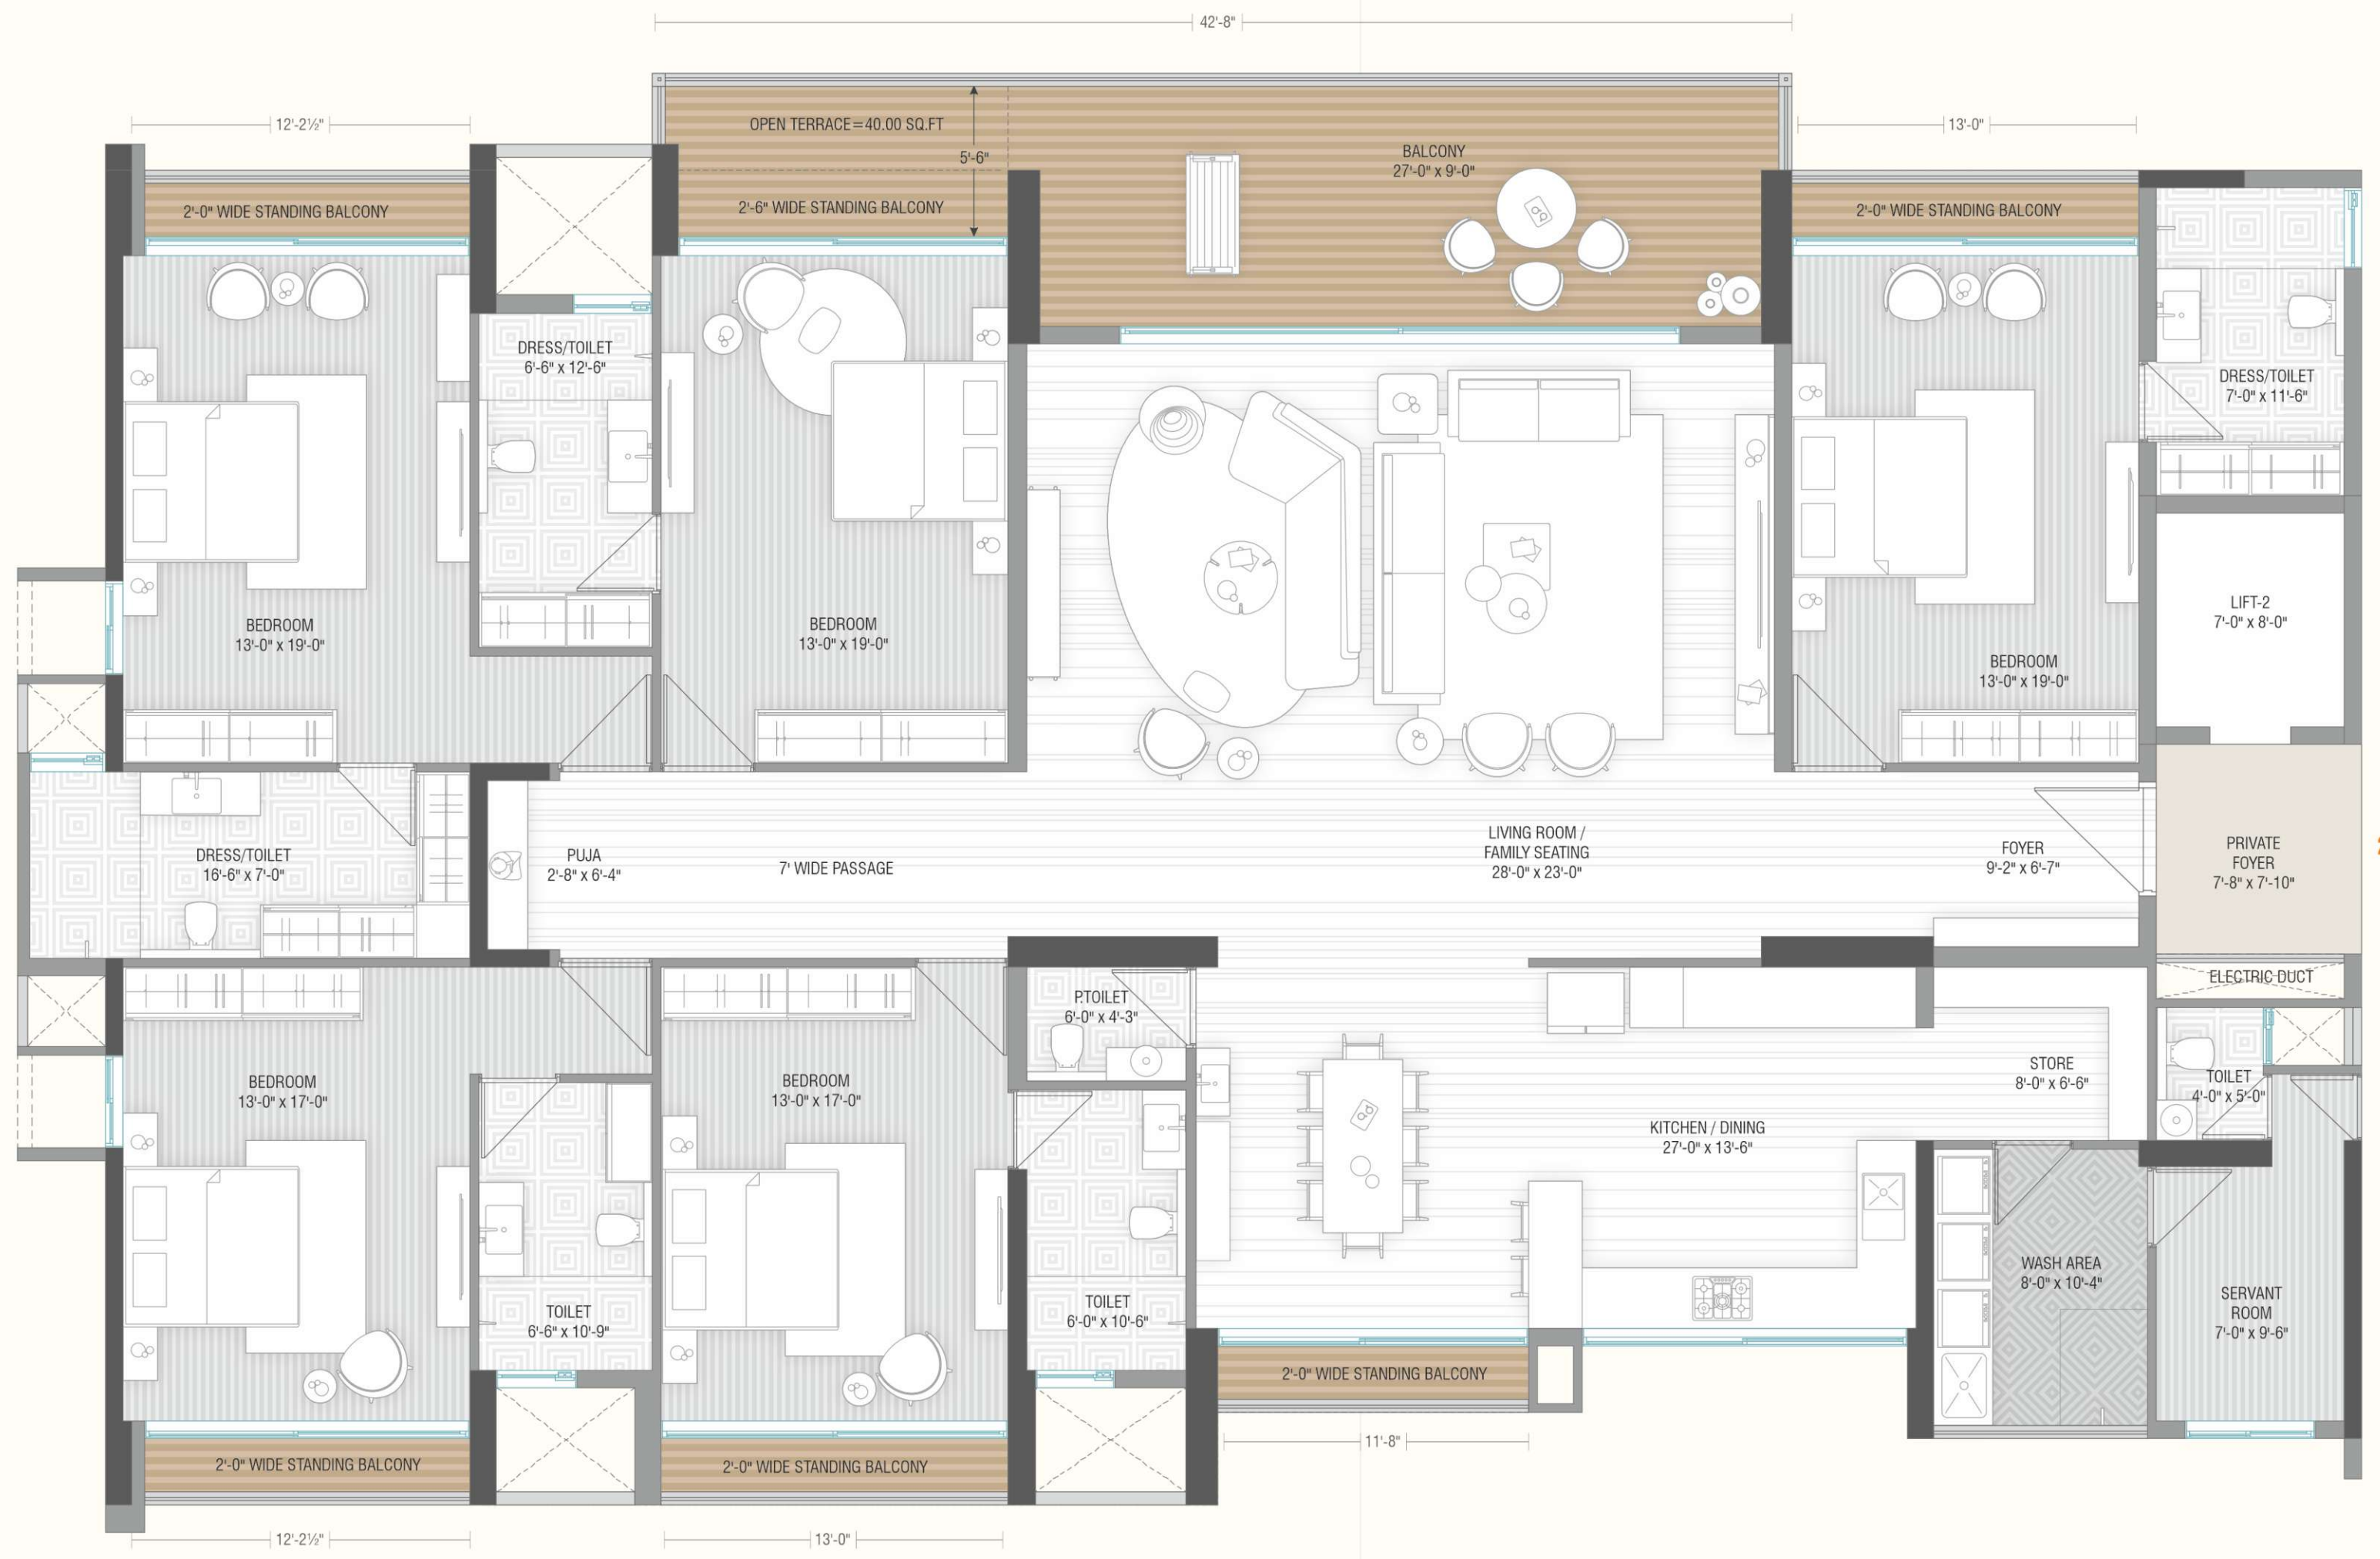 42'-8"
12'-2½"
OPEN TERRACE=40.00 SQ.FT
5'-6"
BALCONY
27'-0" x 9'-0"
13'-0"
2'-0" WIDE STANDING BALCONY
2'-6" WIDE STANDING BALCONY
2'-0" WIDE STANDING BALCONY
DRESS/TOILET
6'-6" x 12'-6"
DRESS/TOILET
7'-0" x 11'-6"
BEDROOM
13'-0" x 19'-0"
BEDROOM
13'-0" x 19'-0"
BEDROOM
13'-0" x 19'-0"
LIFT-2
7'-0" x 8'-0"
DRESS/TOILET
16'-6" x 7'-0"
PUJA
2'-8" x 6'-4"
7' WIDE PASSAGE
LIVING ROOM /
FAMILY SEATING
28'-0" x 23'-0"
FOYER
9'-2" x 6'-7"
PRIVATE
FOYER
7'-8" x 7'-10"
ELECTRIC DUCT
P.TOILET
6'-0" x 4'-3"
BEDROOM
13'-0" x 17'-0"
BEDROOM
13'-0" x 17'-0"
STORE
8'-0" x 6'-6"
TOILET
4'-0" x 5'-0"
KITCHEN / DINING
27'-0" x 13'-6"
TOILET
6'-6" x 10'-9"
TOILET
6'-0" x 10'-6"
WASH AREA
8'-0" x 10'-4"
SERVANT
ROOM
7'-0" x 9'-6"
2'-0" WIDE STANDING BALCONY
2'-0" WIDE STANDING BALCONY
2'-0" WIDE STANDING BALCONY
11'-8"
12'-2½"
13'-0"